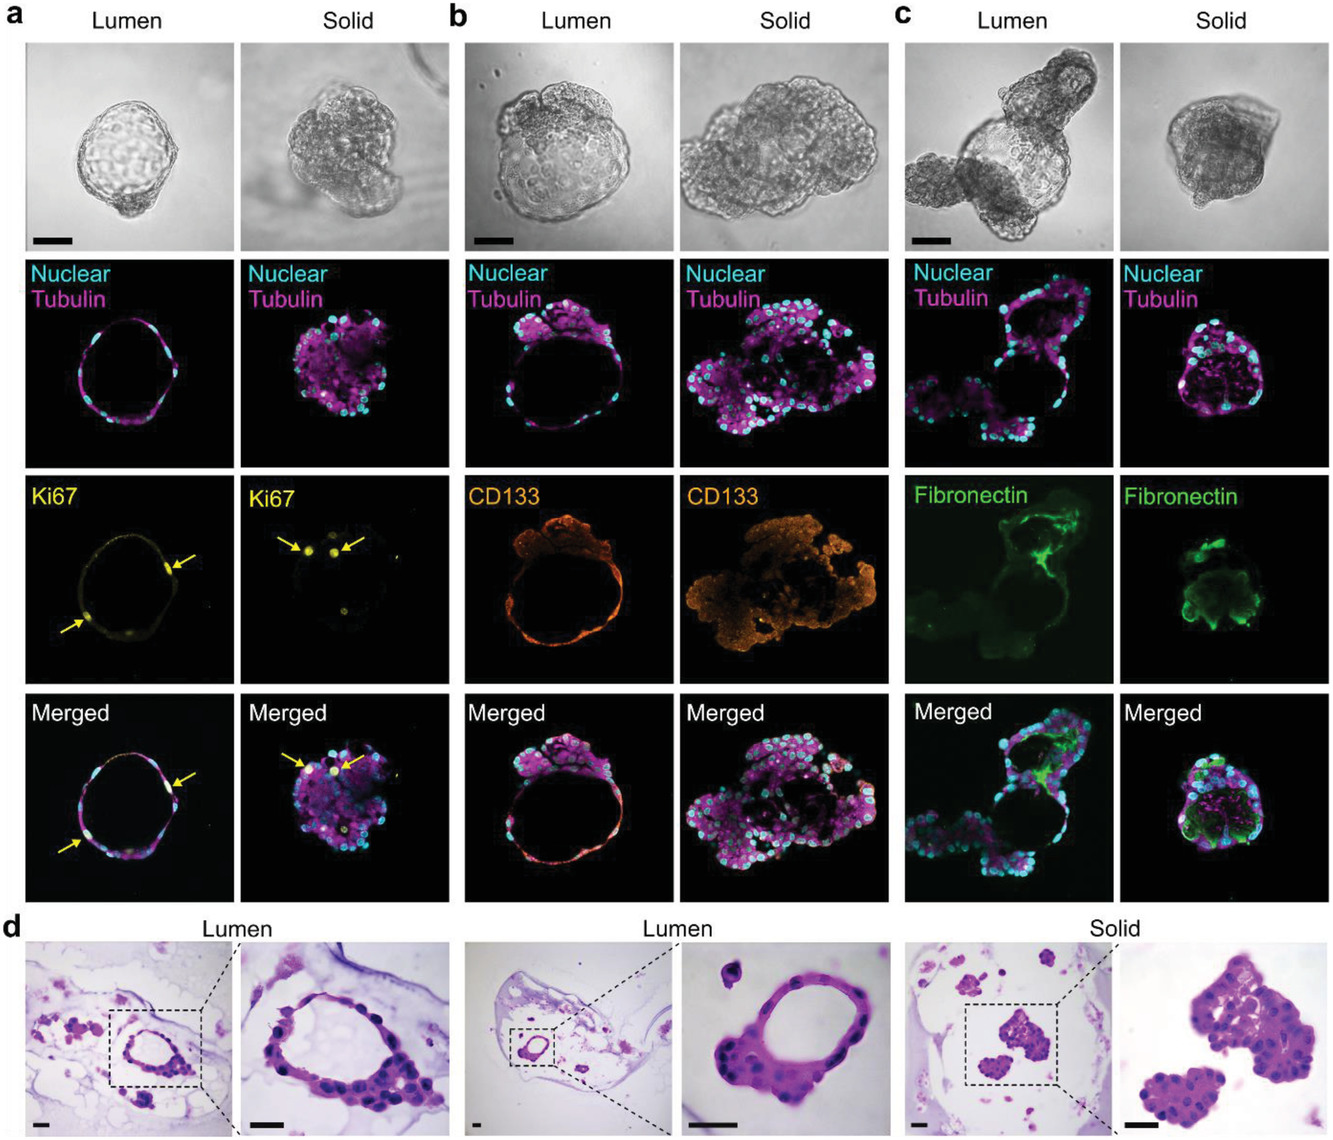 a Lumen Solid b Lumen Solid c Lumen Solid
Nuclear Nuclear Nuclear Nuclear Nuclear Nuclear
Tubulin Tubulin Tubulin Tubulin Tubulin Tubulin
Ki67 Ki67 CD133 CD133 Fibronectin Fibronectin
Merged Merged Merged Merged Merged Merged
d Lumen Lumen Solid